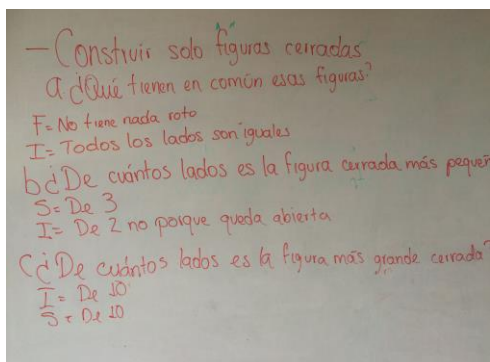 - Construir solo figuras cerradas
a ¿Qué tienen en común esas figuras?
F= No tiene nada roto
I= Todos los lados son iguales
b ¿De cuántos lados es la figura cerrada más pequeñ
S= De 3
I= De 2 no porque queda abierta
C ¿De cuántos lados es la figura más grande cerrada?
I= De 10
S= De 10